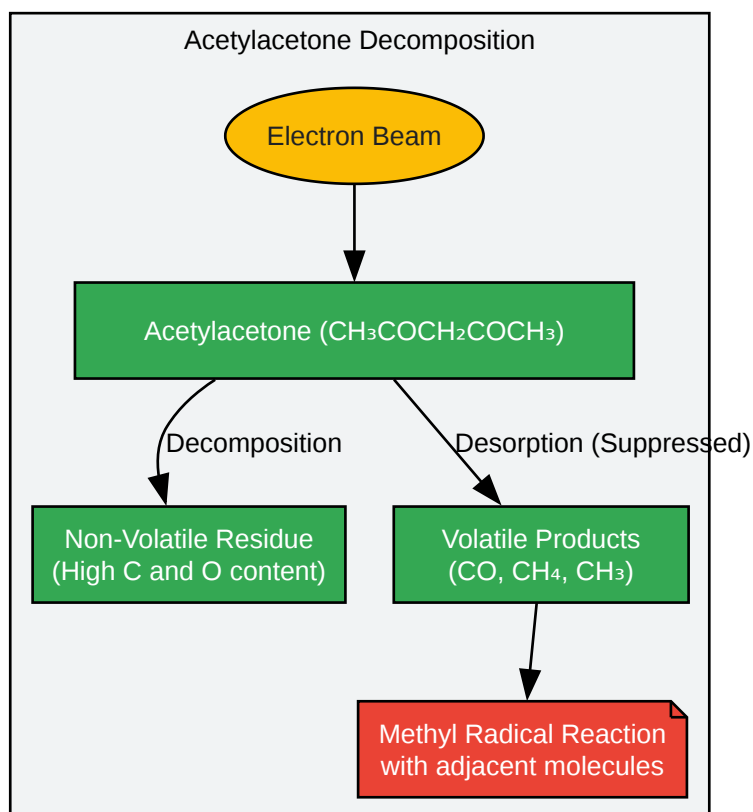 Acetylacetone Decomposition
Electron Beam
Acetylacetone (CH₃COCH₂COCH₃)
Decomposition
Desorption (Suppressed)
Non-Volatile Residue
(High C and O content)
Volatile Products
(CO, CH₄, CH₃)
Methyl Radical Reaction
with adjacent molecules